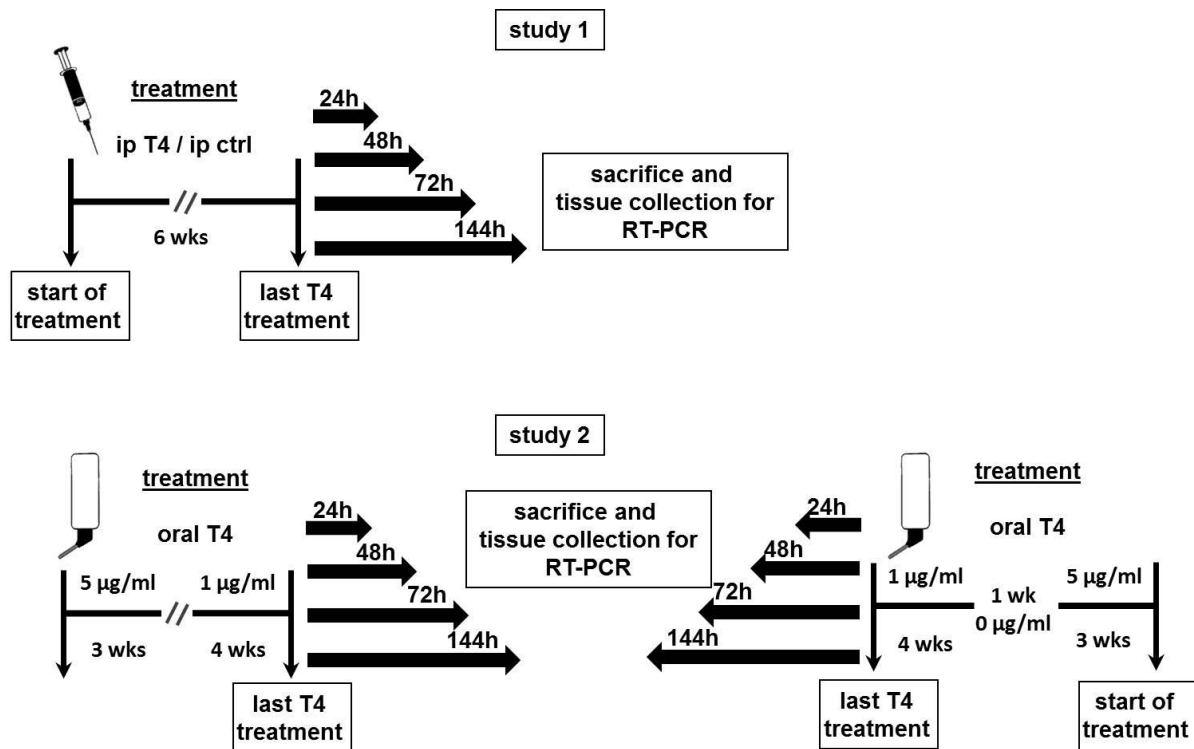 study 1
treatment
ip T4 / ip ctrl
6 wks
start of
treatment
last T4
treatment
24h
48h
72h
144h
sacrifice and
tissue collection for
RT-PCR
study 2
treatment
oral T4
5 µg/ml
1 µg/ml
3 wks
4 wks
last T4
treatment
24h
48h
72h
144h
sacrifice and
tissue collection for
RT-PCR
24h
48h
72h
144h
treatment
oral T4
1 µg/ml
1 wk
0 µg/ml
5 µg/ml
4 wks
3 wks
last T4
treatment
start of
treatment